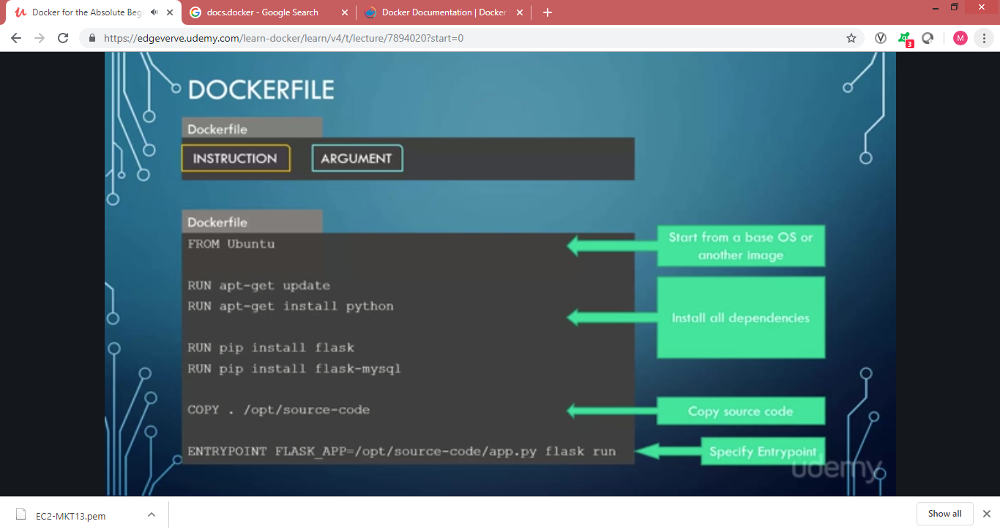 Docker for the Absolute Beg
docs.docker - Google Search
Docker Documentation | Docker
https://edgeverve.udemy.com/learn-docker/learn/v4/t/lecture/7894020?start=0
3
M
DOCKERFILE
Dockerfile
INSTRUCTION ARGUMENT
Dockerfile
FROM Ubuntu
Start from a base OS or
another image
RUN apt-get update
RUN apt-get install python
Install all dependencies
RUN pip install flask
RUN pip install flask-mysql
COPY . /opt/source-code
Copy source code
ENTRYPOINT FLASK_APP=/opt/source-code/app.py flask run
Specify Entrypoint
udemy
EC2-MKT13.pem
Show all